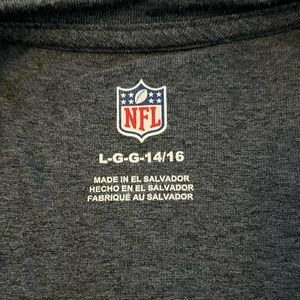 NFL
L-G-G-14/16
MADE IN EL SALVADOR
HECHO EN EL SALVADOR
FABRIQUÉ AU SALVADOR